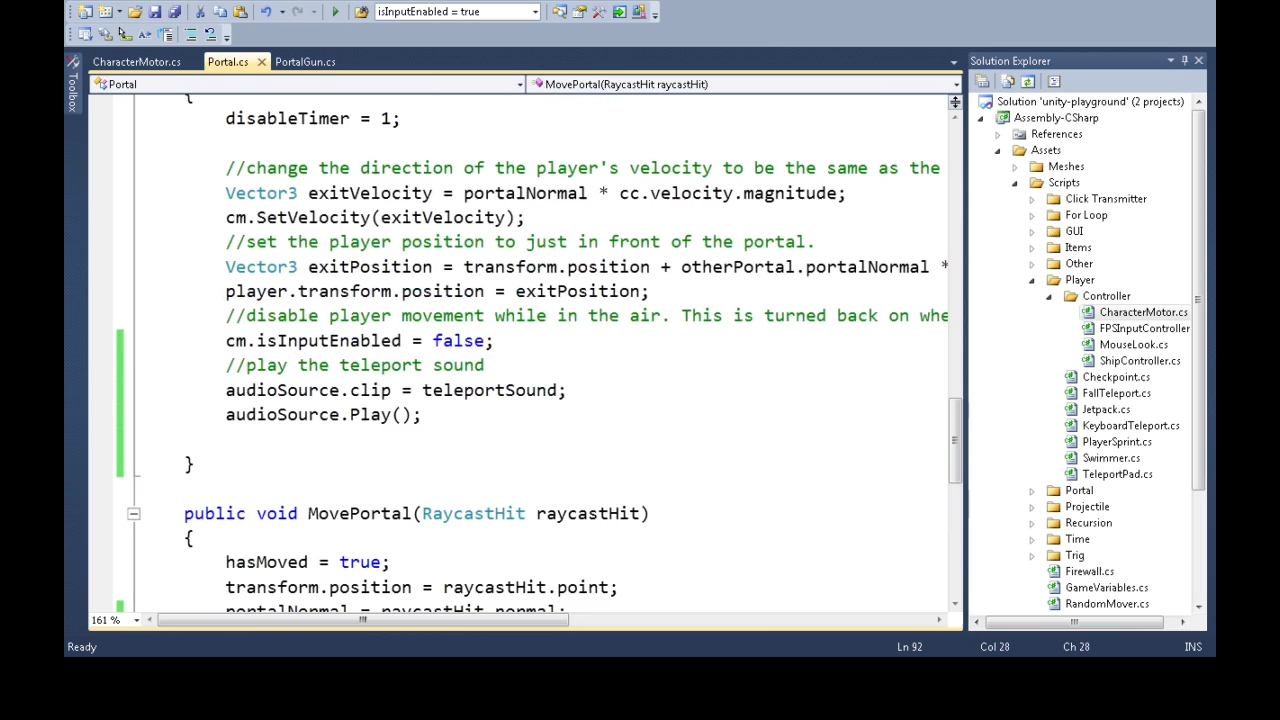 isInputEnabled = true
CharacterMotor.cs
Portal.cs
PortalGun.cs
Toolbox
Portal
MovePortal(RaycastHit raycastHit)
{
disableTimer = 1;
//change the direction of the player's velocity to be the same as the
Vector3 exitVelocity = portalNormal * cc.velocity.magnitude;
cm.SetVelocity(exitVelocity);
//set the player position to just in front of the portal.
Vector3 exitPosition = transform.position + otherPortal.portalNormal *
player.transform.position = exitPosition;
//disable player movement while in the air. This is turned back on whe
cm.isInputEnabled = false;
//play the teleport sound
audioSource.clip = teleportSound;
audioSource.Play();
}
public void MovePortal(RaycastHit raycastHit)
{
hasMoved = true;
transform.position = raycastHit.point;
portalNormal = raycastHit.normal;
161 %
Solution Explorer
Solution 'unity-playground' (2 projects)
Assembly-CSharp
References
Assets
Meshes
Scripts
Click Transmitter
For Loop
GUI
Items
Other
Player
Controller
CharacterMotor.cs
FPSInputController
MouseLook.cs
ShipController.cs
Checkpoint.cs
FallTeleport.cs
Jetpack.cs
KeyboardTeleport.cs
PlayerSprint.cs
Swimmer.cs
TeleportPad.cs
Portal
Projectile
Recursion
Time
Trig
Firewall.cs
GameVariables.cs
RandomMover.cs
Ready
Ln 92
Col 28
Ch 28
INS